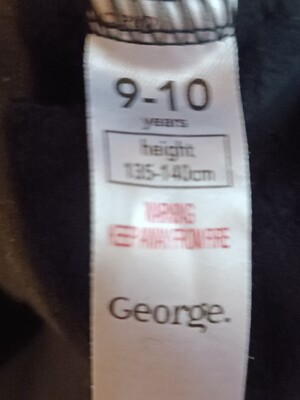 9-10
years
height
135-140cm
WARNING
KEEP AWAY FROM FIRE
George.